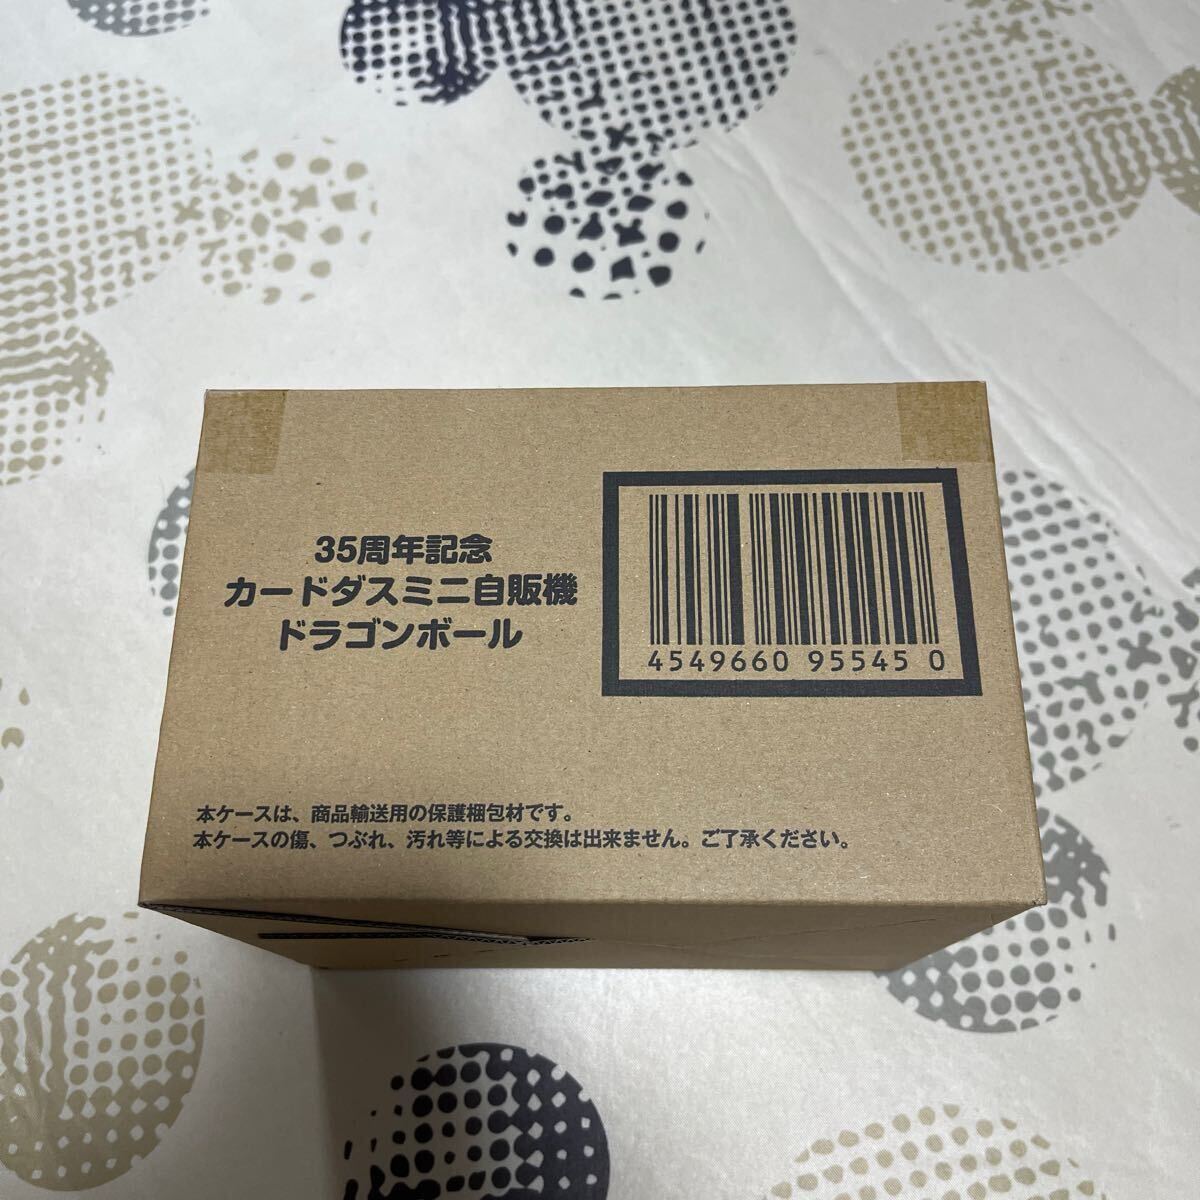 35周年記念
カードダスミニ自販機
ドラゴンボール
4549660 95545 0
本ケースは、商品輸送用の保護梱包材です。
本ケースの傷、つぶれ、汚れ等による交換は出来ません。ご了承ください。